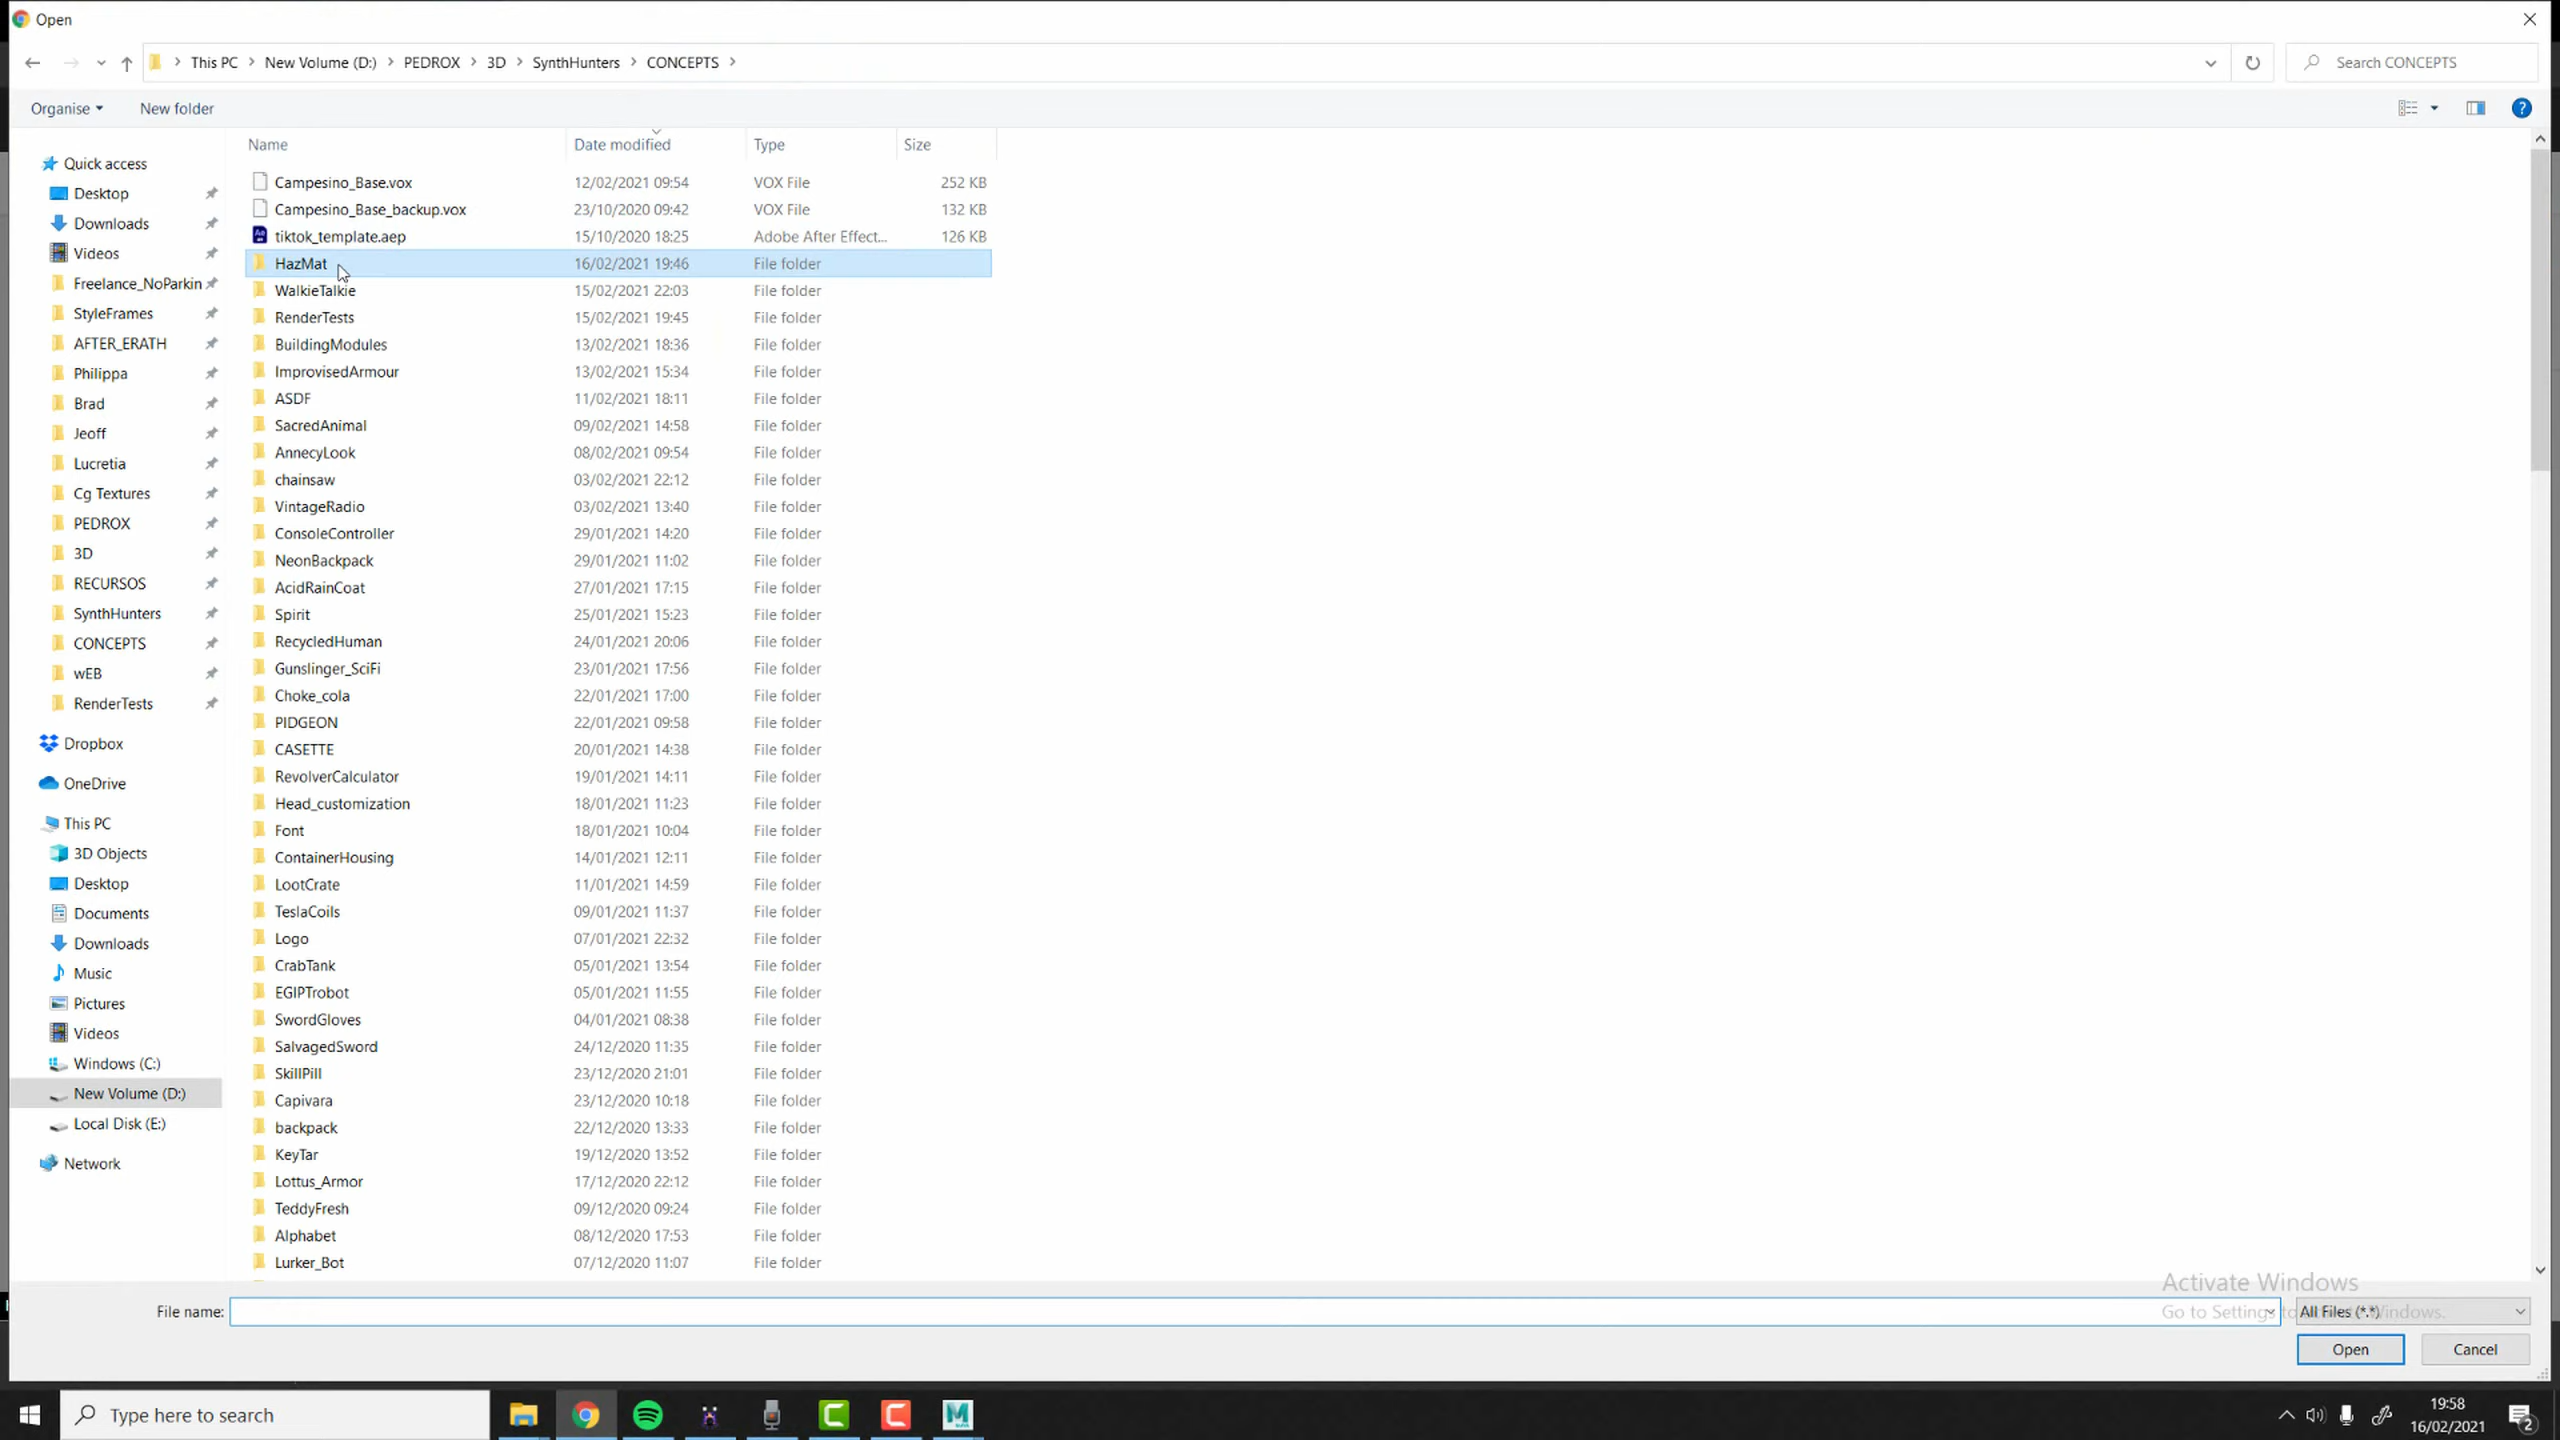 Open
This PC > New Volume (D:) > PEDROX > 3D > SynthHunters > CONCEPTS >
Search CONCEPTS
Organise
New folder
Name Date modified Type Size
Quick access
Desktop
Downloads
Videos
Freelance_NoParkin
StyleFrames
AFTER_ERATH
Philippa
Brad
Jeoff
Lucretia
Cg Textures
PEDROX
3D
RECURSOS
SynthHunters
CONCEPTS
wEB
RenderTests
Dropbox
OneDrive
This PC
3D Objects
Desktop
Documents
Downloads
Music
Pictures
Videos
Windows (C:)
New Volume (D:)
Local Disk (E:)
Network
Campesino_Base.vox 12/02/2021 09:54 VOX File 252 KB
Campesino_Base_backup.vox 23/10/2020 09:42 VOX File 132 KB
tiktok_template.aep 15/10/2020 18:25 Adobe After Effect... 126 KB
HazMat 16/02/2021 19:46 File folder
WalkieTalkie 15/02/2021 22:03 File folder
RenderTests 15/02/2021 19:45 File folder
BuildingModules 13/02/2021 18:36 File folder
ImprovisedArmour 13/02/2021 15:34 File folder
ASDF 11/02/2021 18:11 File folder
SacredAnimal 09/02/2021 14:58 File folder
AnnecyLook 08/02/2021 09:54 File folder
chainsaw 03/02/2021 22:12 File folder
VintageRadio 03/02/2021 13:40 File folder
ConsoleController 29/01/2021 14:20 File folder
NeonBackpack 29/01/2021 11:02 File folder
AcidRainCoat 27/01/2021 17:15 File folder
Spirit 25/01/2021 15:23 File folder
RecycledHuman 24/01/2021 20:06 File folder
Gunslinger_SciFi 23/01/2021 17:56 File folder
Choke_cola 22/01/2021 17:00 File folder
PIDGEON 22/01/2021 09:58 File folder
CASETTE 20/01/2021 14:38 File folder
RevolverCalculator 19/01/2021 14:11 File folder
Head_customization 18/01/2021 11:23 File folder
Font 18/01/2021 10:04 File folder
ContainerHousing 14/01/2021 12:11 File folder
LootCrate 11/01/2021 14:59 File folder
TeslaCoils 09/01/2021 11:37 File folder
Logo 07/01/2021 22:32 File folder
CrabTank 05/01/2021 13:54 File folder
EGIPTrobot 05/01/2021 11:55 File folder
SwordGloves 04/01/2021 08:38 File folder
SalvagedSword 24/12/2020 11:35 File folder
SkillPill 23/12/2020 21:01 File folder
Capivara 23/12/2020 10:18 File folder
backpack 22/12/2020 13:33 File folder
KeyTar 19/12/2020 13:52 File folder
Lottus_Armor 17/12/2020 22:12 File folder
TeddyFresh 09/12/2020 09:24 File folder
Alphabet 08/12/2020 17:53 File folder
Lurker_Bot 07/12/2020 11:07 File folder
Activate Windows
Go to Settings to Windows.
File name:
All Files (*.*)
Open
Cancel
Type here to search
19:58
16/02/2021
2